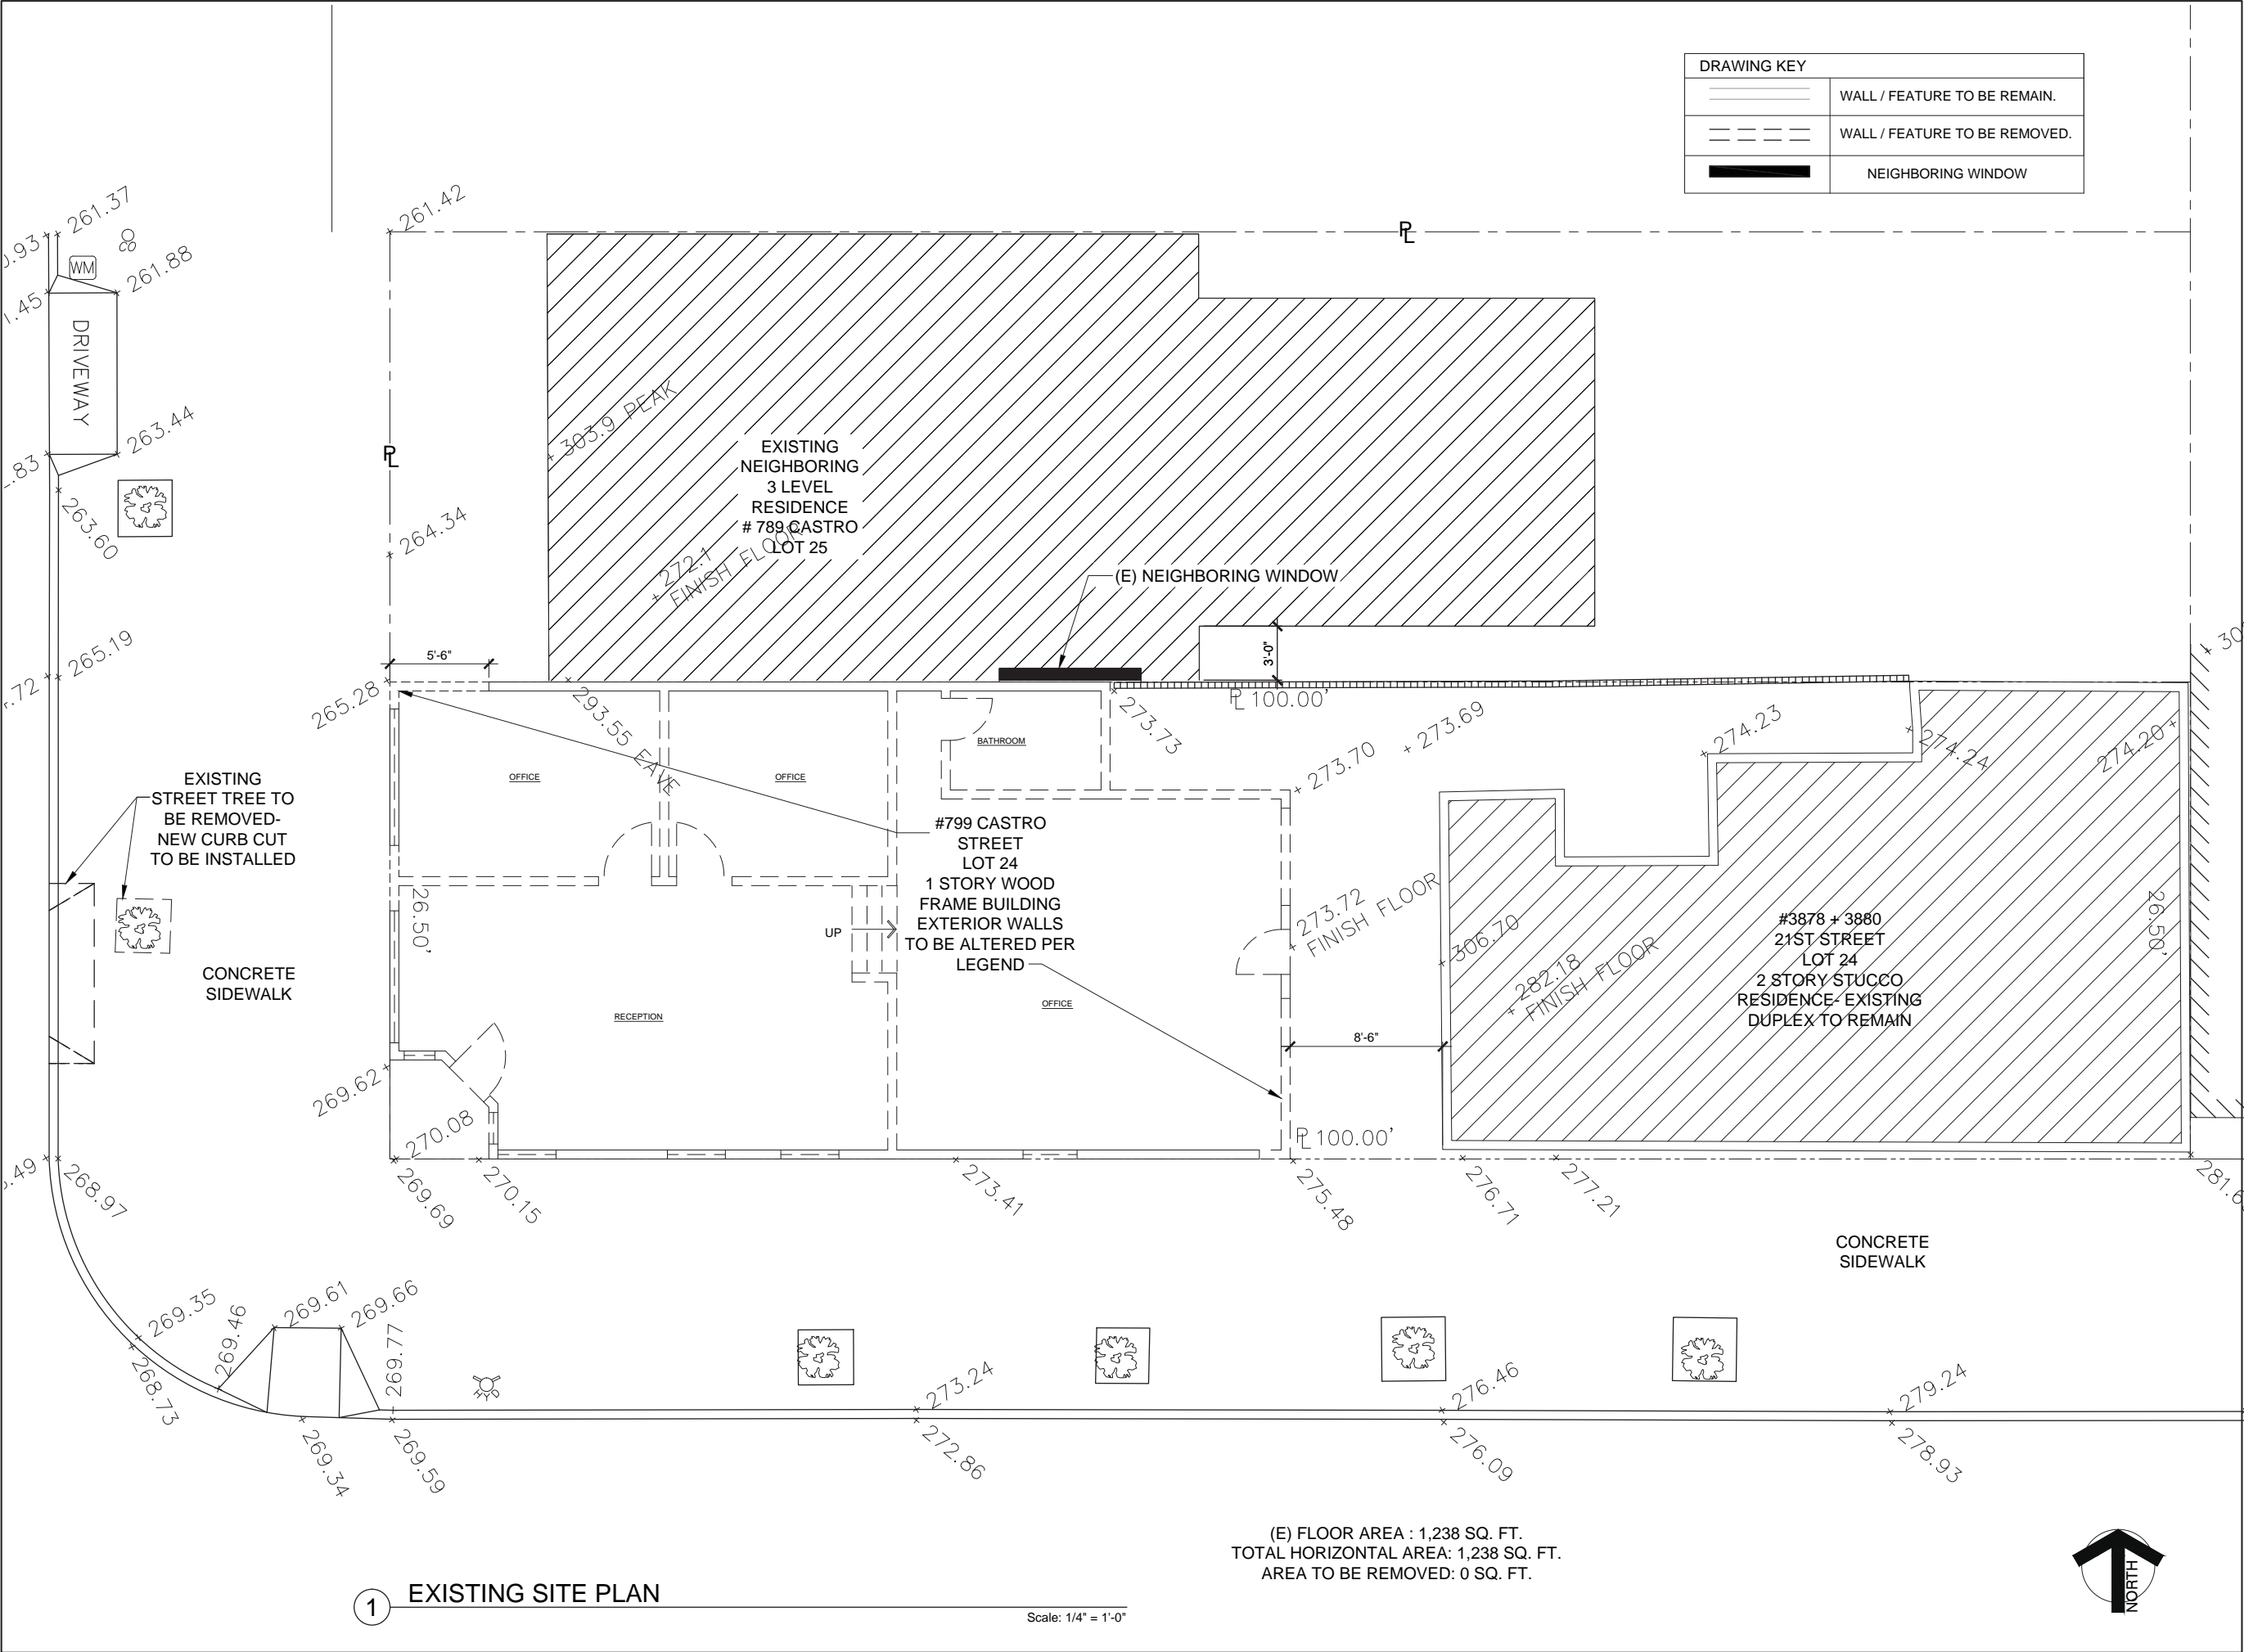 DRAWING KEY
WALL / FEATURE TO BE REMAIN.
WALL / FEATURE TO BE REMOVED.
NEIGHBORING WINDOW
261.37
261.42
WM
261.88
DRIVEWAY
263.44
263.60
℄ 
303.9 PEAK
EXISTING
NEIGHBORING
3 LEVEL
RESIDENCE
# 789 CASTRO
LOT 25
264.34
272.1
FINISH FLOOR
(E) NEIGHBORING WINDOW
265.19
5'-6"
3'-0"
265.28
293.55 EAVE
273.73
100.00'
273.69
273.70
274.23
274.24
274.20
OFFICE
OFFICE
BATHROOM
EXISTING
STREET TREE TO
BE REMOVED-
NEW CURB CUT
TO BE INSTALLED
#799 CASTRO
STREET
LOT 24
1 STORY WOOD
FRAME BUILDING
EXTERIOR WALLS
TO BE ALTERED PER
LEGEND
26.50'
UP
273.72
FINISH FLOOR
306.70
282.18
FINISH FLOOR
#3878 + 3880
21ST STREET
LOT 24
2 STORY STUCCO
RESIDENCE- EXISTING
DUPLEX TO REMAIN
26.50'
CONCRETE
SIDEWALK
RECEPTION
OFFICE
8'-6"
269.62
270.08
100.00'
268.97
269.69
270.15
273.41
275.48
276.71
277.21
CONCRETE
SIDEWALK
269.35
269.46
269.61
269.66
269.77
268.73
269.34
269.59
273.24
272.86
276.46
276.09
279.24
278.93
(E) FLOOR AREA : 1,238 SQ. FT.
TOTAL HORIZONTAL AREA: 1,238 SQ. FT.
AREA TO BE REMOVED: 0 SQ. FT.
1 EXISTING SITE PLAN
Scale: 1/4" = 1'-0"
NORTH